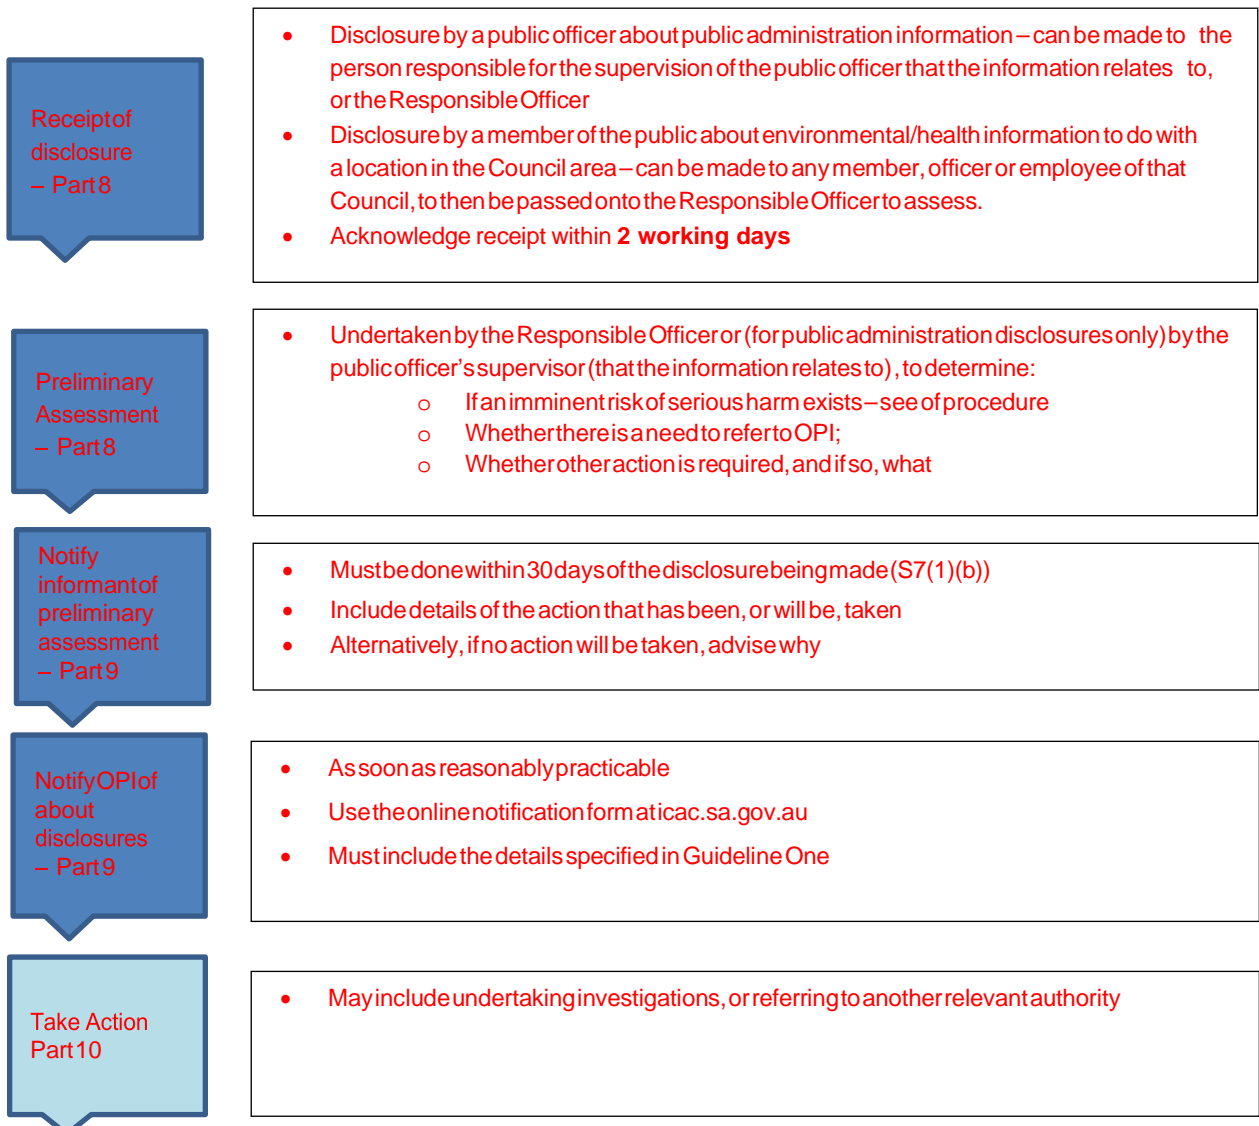 Receipt of
disclosure
– Part 8
• Disclosure by a public officer about public administration information – can be made to the
person responsible for the supervision of the public officer that the information relates to,
or the Responsible Officer
• Disclosure by a member of the public about environmental/health information to do with
a location in the Council area – can be made to any member, officer or employee of that
Council, to then be passed onto the Responsible Officer to assess.
• Acknowledge receipt within 2 working days
Preliminary
Assessment
– Part 8
• Undertaken by the Responsible Officer or (for public administration disclosures only) by the
public officer's supervisor (that the information relates to), to determine:
o If an imminent risk of serious harm exists – see of procedure
o Whether there is a need to refer to OPI;
o Whether other action is required, and if so, what
Notify
informant of
preliminary
assessment
– Part 9
• Must be done within 30 days of the disclosure being made (S7(1)(b))
• Include details of the action that has been, or will be, taken
• Alternatively, if no action will be taken, advise why
Notify OPI of
about
disclosures
– Part 9
• As soon as reasonably practicable
• Use the online notification form at icac.sa.gov.au
• Must include the details specified in Guideline One
Take Action
Part 10
• May include undertaking investigations, or referring to another relevant authority